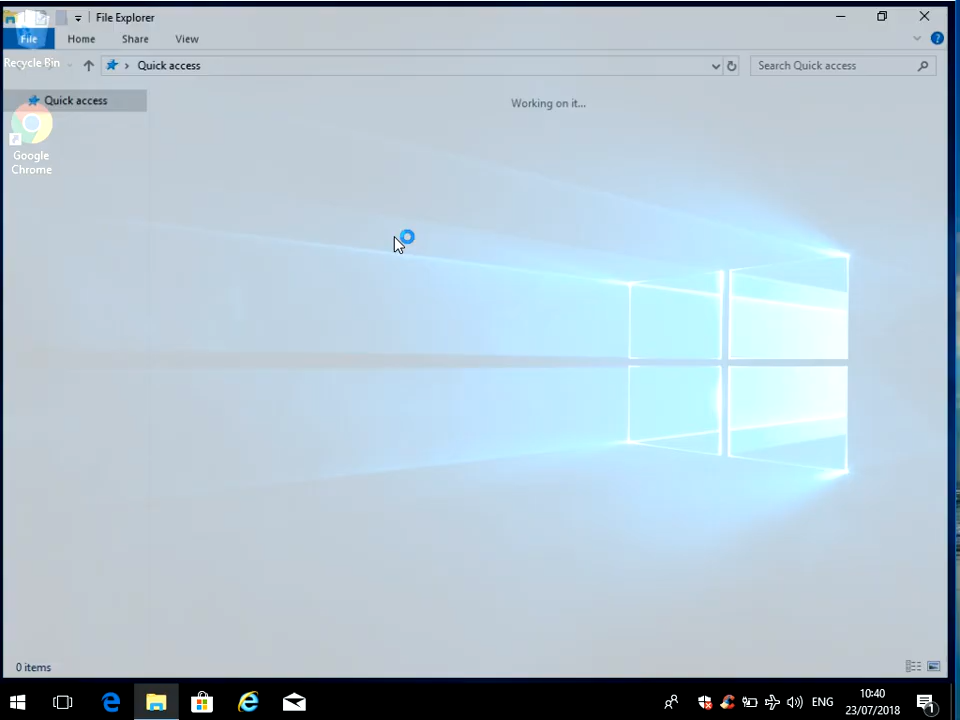 File Explorer
File Home Share View
Recycle Bin
Quick access
Search Quick access
Quick access
Working on it...
Google
Chrome
0 items
ENG
10:40
23/07/2018
1